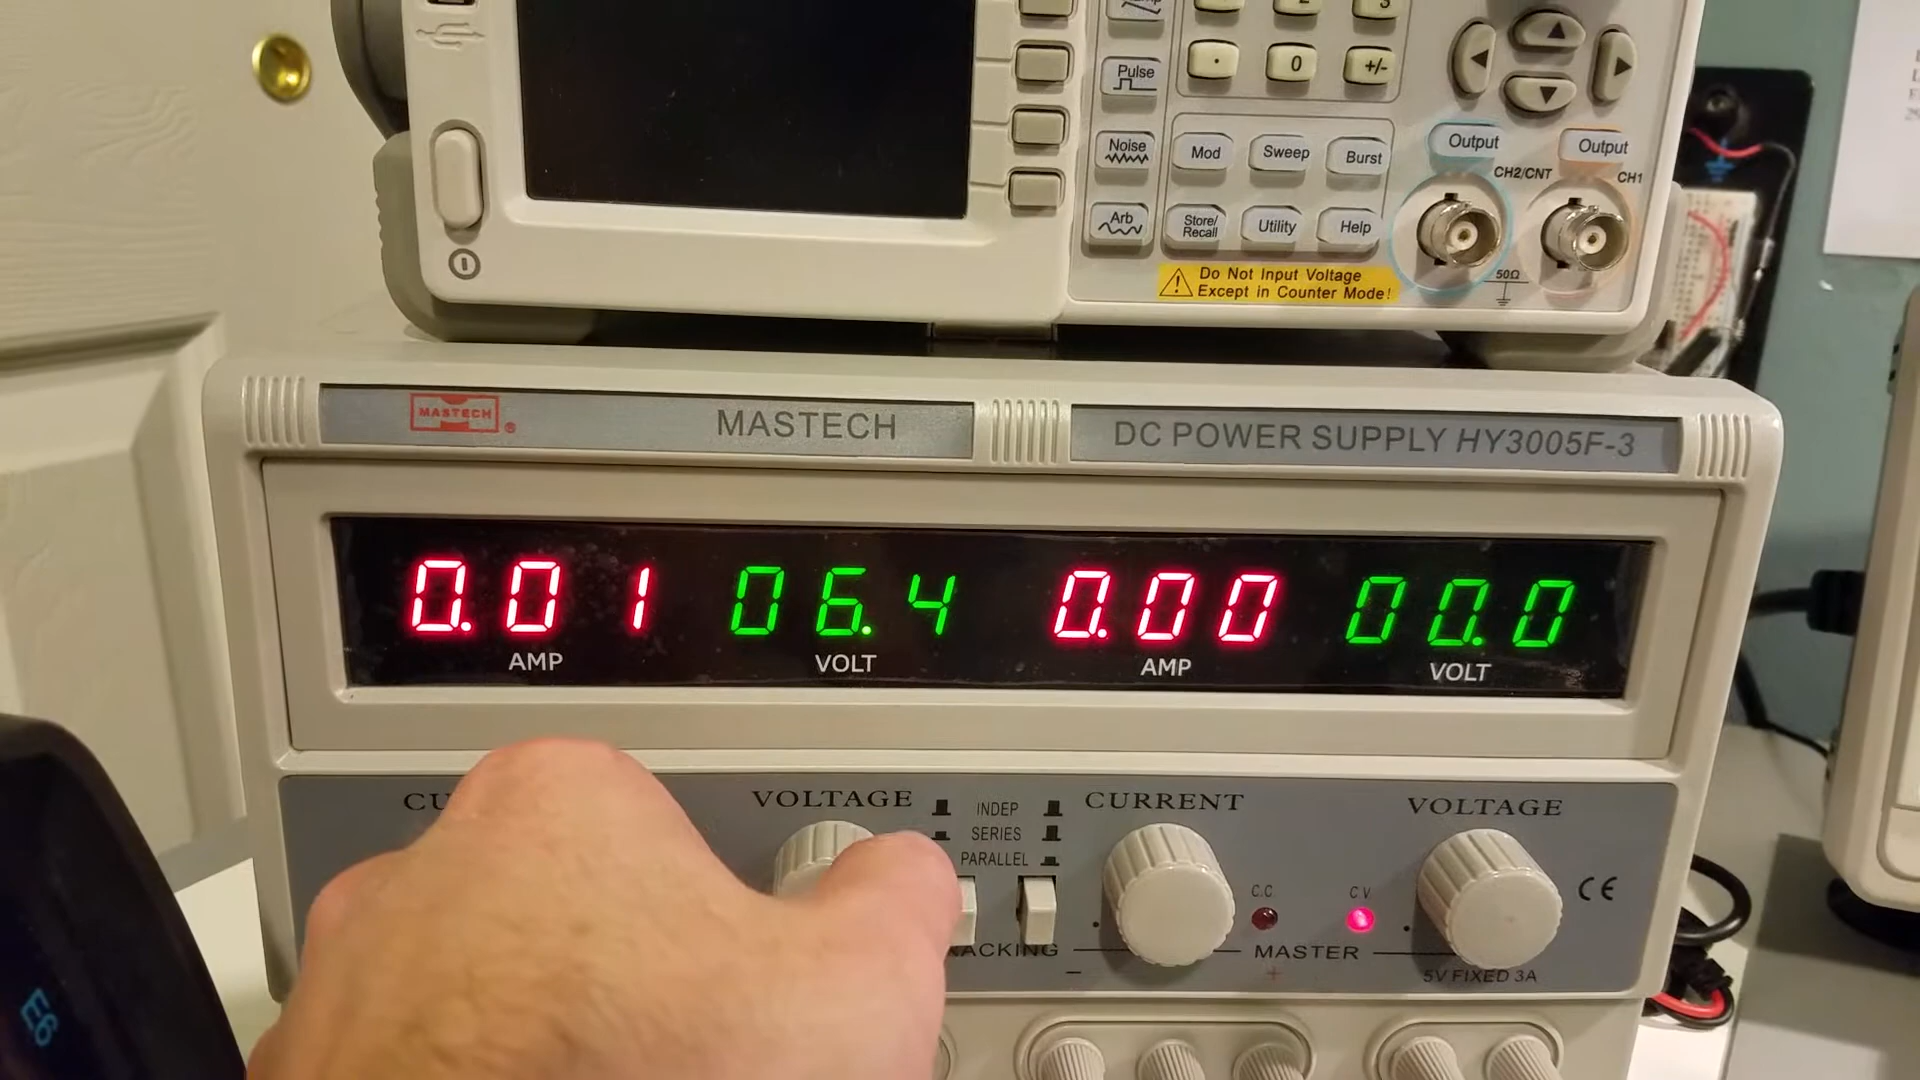 3
Pulse
.
0
+/-
Noise
Mod
Sweep
Burst
Output
Output
CH2/CNT
CH1
Arb
Store/
Recall
Utility
Help
50Ω
Do Not Input Voltage
Except in Counter Mode!
MASTECH
®
MASTECH
DC POWER SUPPLY HY3005F-3
0.01
06.4
0.00
00.0
AMP
VOLT
AMP
VOLT
VOLTAGE
INDEP
SERIES
PARALLEL
CURRENT
VOLTAGE
C.C.
C.V.
CE
MASTER
5V FIXED 3A
E6